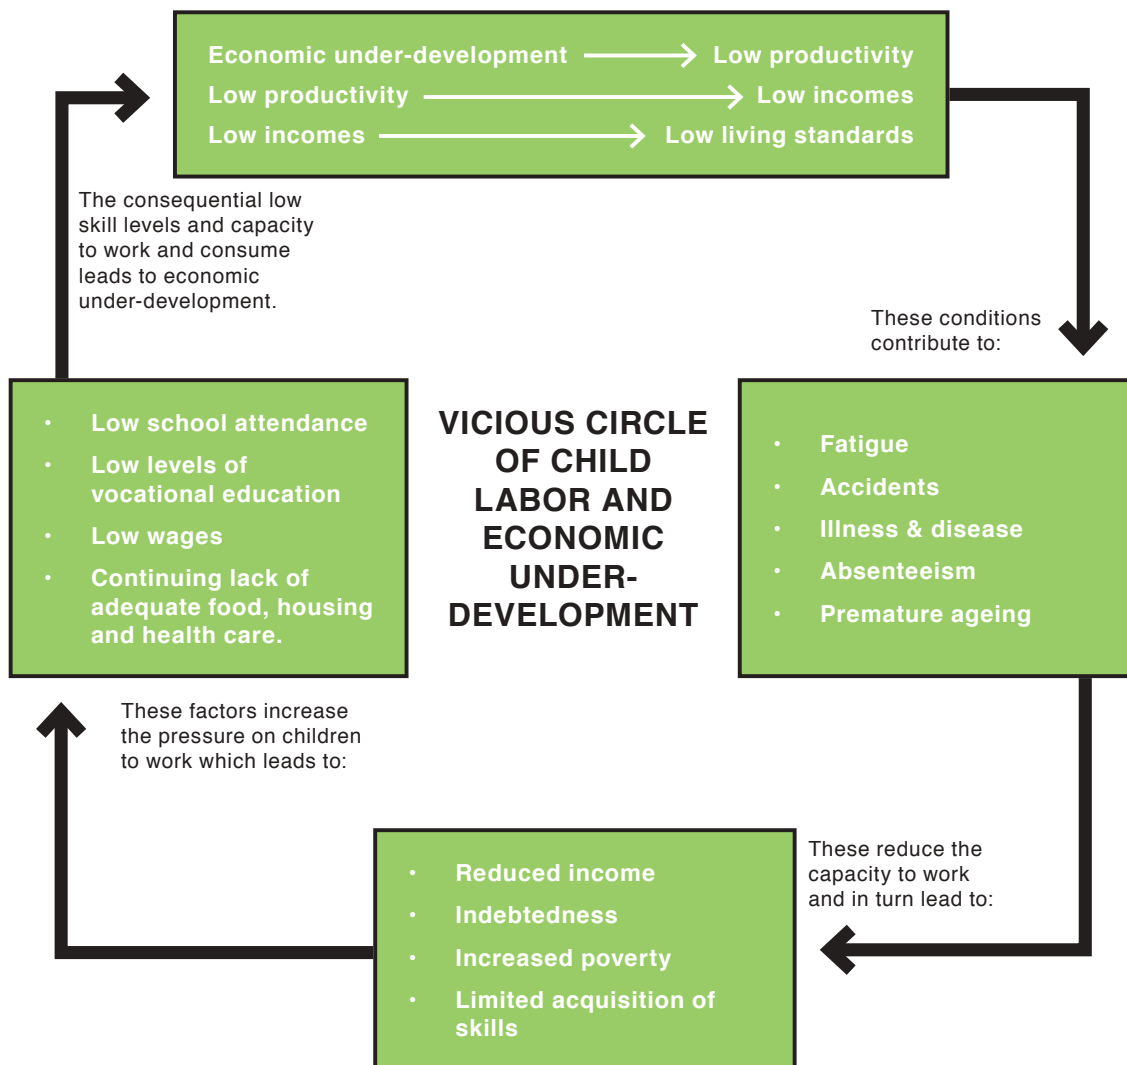 Economic under-development Low productivity
Low productivity Low incomes
Low incomes Low living standards
The consequential low
skill levels and capacity
to work and consume
leads to economic
under-development.
These conditions
contribute to:
• Low school attendance
• Low levels of
vocational education
• Low wages
• Continuing lack of
adequate food, housing
and health care.
VICIOUS CIRCLE
OF CHILD
LABOR AND
ECONOMIC
UNDER-
DEVELOPMENT
• Fatigue
• Accidents
• Illness & disease
• Absenteeism
• Premature ageing
These factors increase
the pressure on children
to work which leads to:
These reduce the
capacity to work
and in turn lead to:
• Reduced income
• Indebtedness
• Increased poverty
• Limited acquisition of
skills